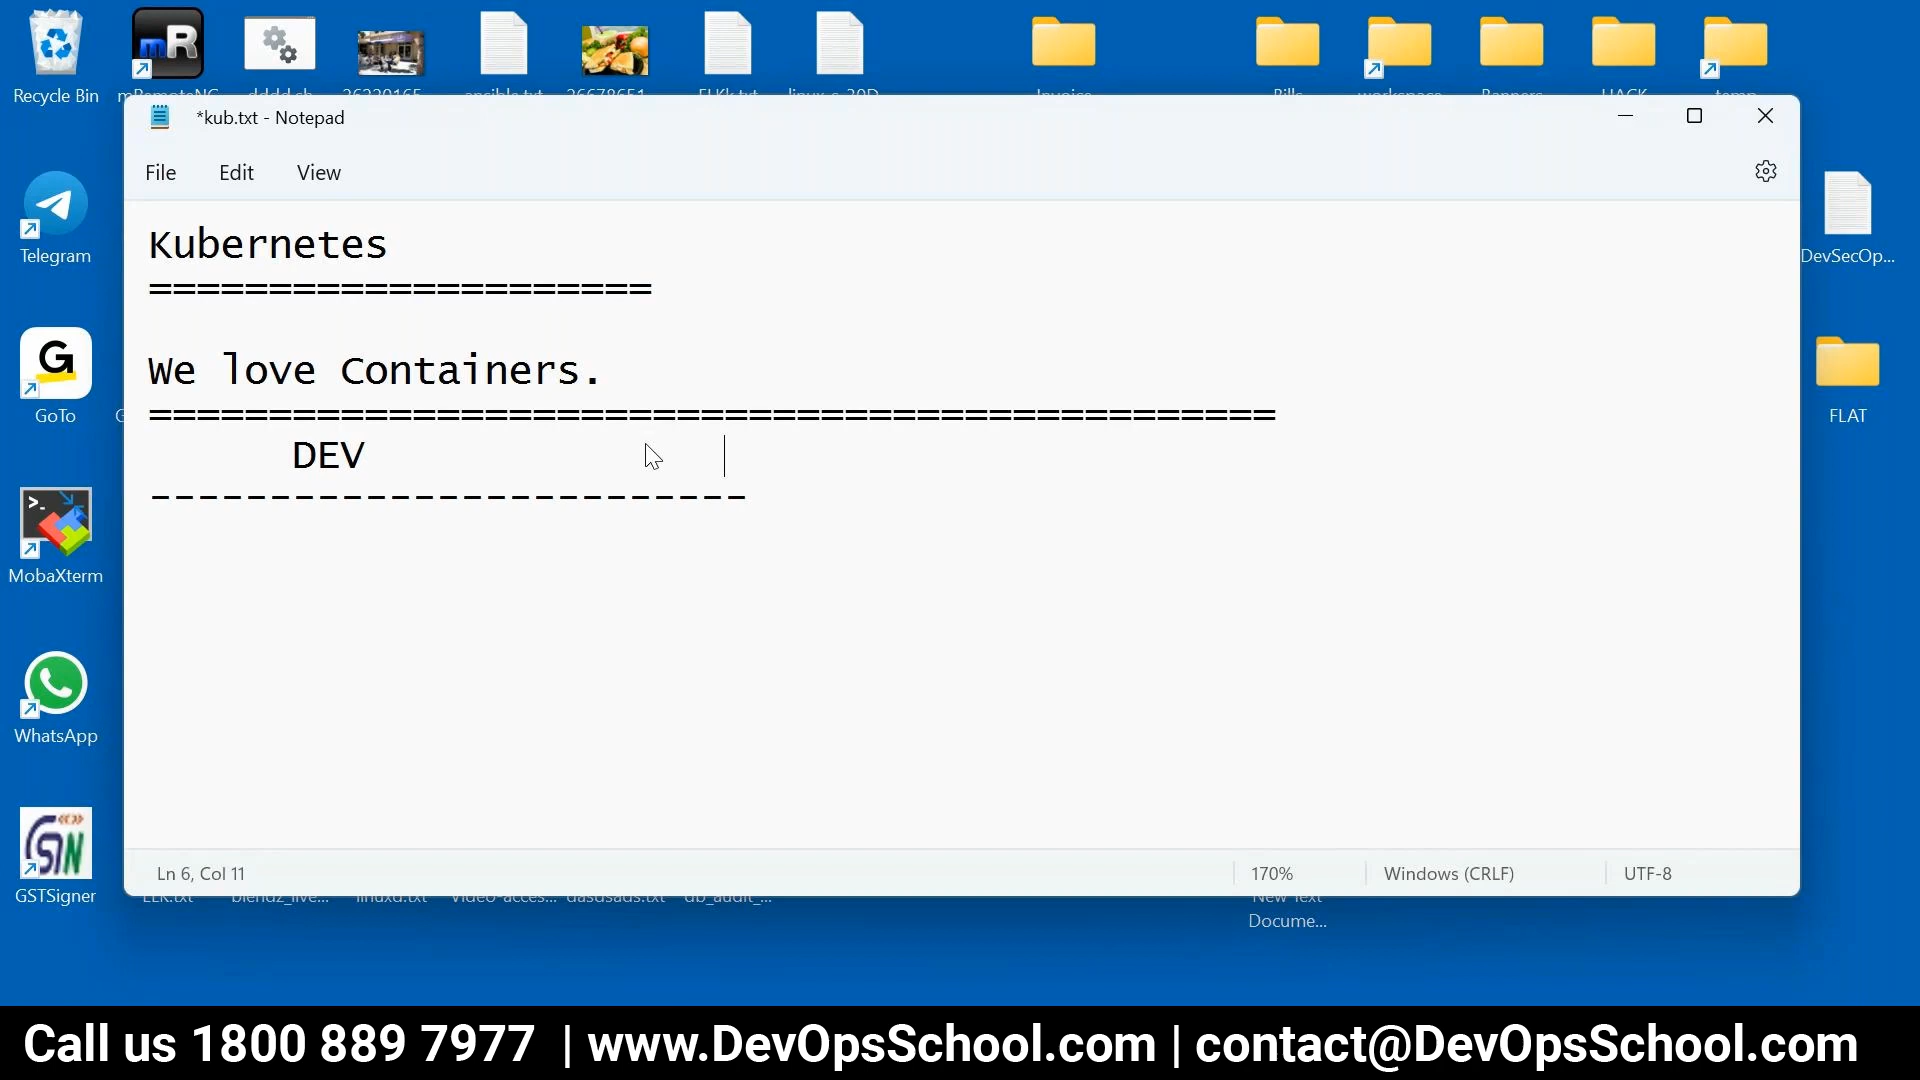 Recycle Bin
*kub.txt - Notepad
File Edit View
Kubernetes
=====================
We love Containers.
===============================================
DEV
-------------------------
Telegram
GoTo
MobaXterm
WhatsApp
GSTSigner
DevSecOp...
FLAT
Ln 6, Col 11
170%
Windows (CRLF)
UTF-8
Docume...
Call us 1800 889 7977 | www.DevOpsSchool.com | contact@DevOpsSchool.com